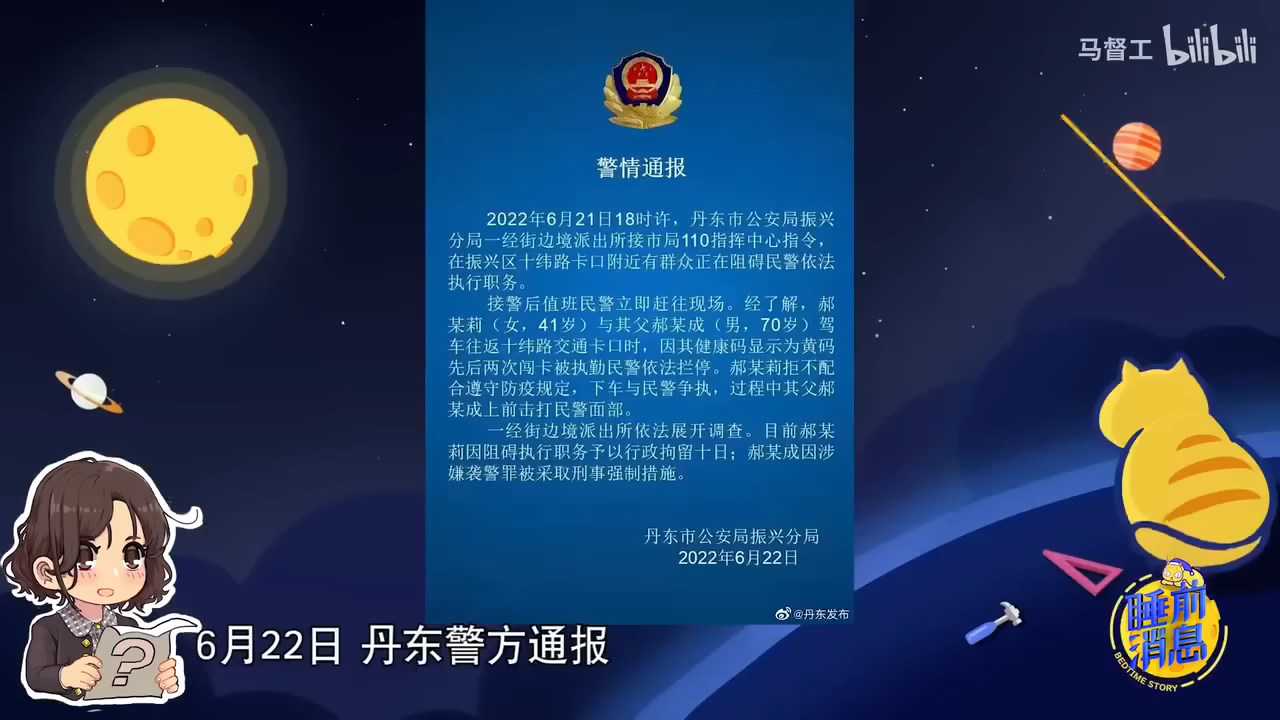 马督工 bilibili
警情通报
2022年6月21日18时许，丹东市公安局振兴
分局一经街边境派出所接市局110指挥中心指令，
在振兴区十纬路卡口附近有群众正在阻碍民警依法
执行职务。
接警后值班民警立即赶往现场。经了解，郝
某莉（女，41岁）与其父郝某成（男，70岁）驾
车往返十纬路交通卡口时，因其健康码显示为黄码
先后两次闯卡被执勤民警依法拦停。郝某莉拒不配
合遵守防疫规定，下车与民警争执，过程中其父郝
某成上前击打民警面部。
一经街边境派出所依法展开调查。目前郝某
莉因阻碍执行职务予以行政拘留十日；郝某成因涉
嫌袭警罪被采取刑事强制措施。
丹东市公安局振兴分局
2022年6月22日
@丹东发布
?
6月22日 丹东警方通报
睡前
消息
BEDTIME STORY